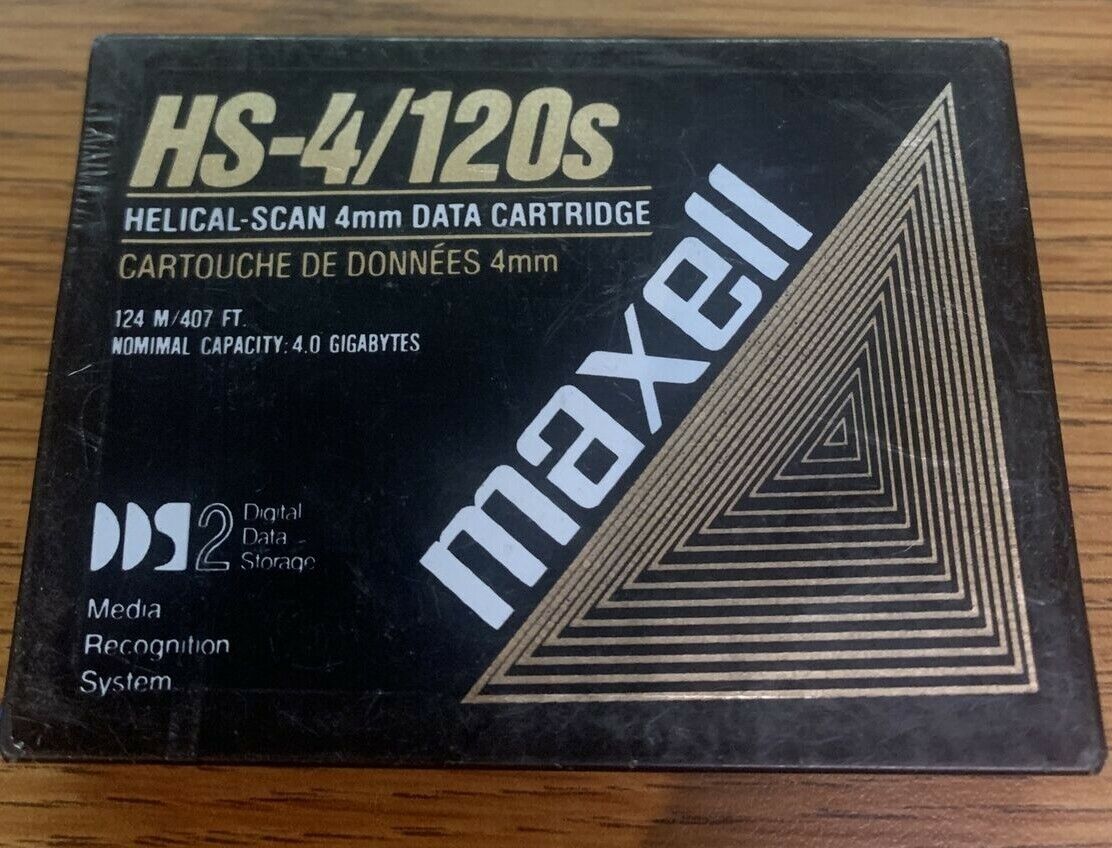 HS-4/120s
HELICAL-SCAN 4mm DATA CARTRIDGE
CARTOUCHE DE DONNÉES 4mm
124 M/407 FT.
NOMIMAL CAPACITY: 4.0 GIGABYTES
maxell
DDS2 Digital
Data
Storage
Media
Recognition
System